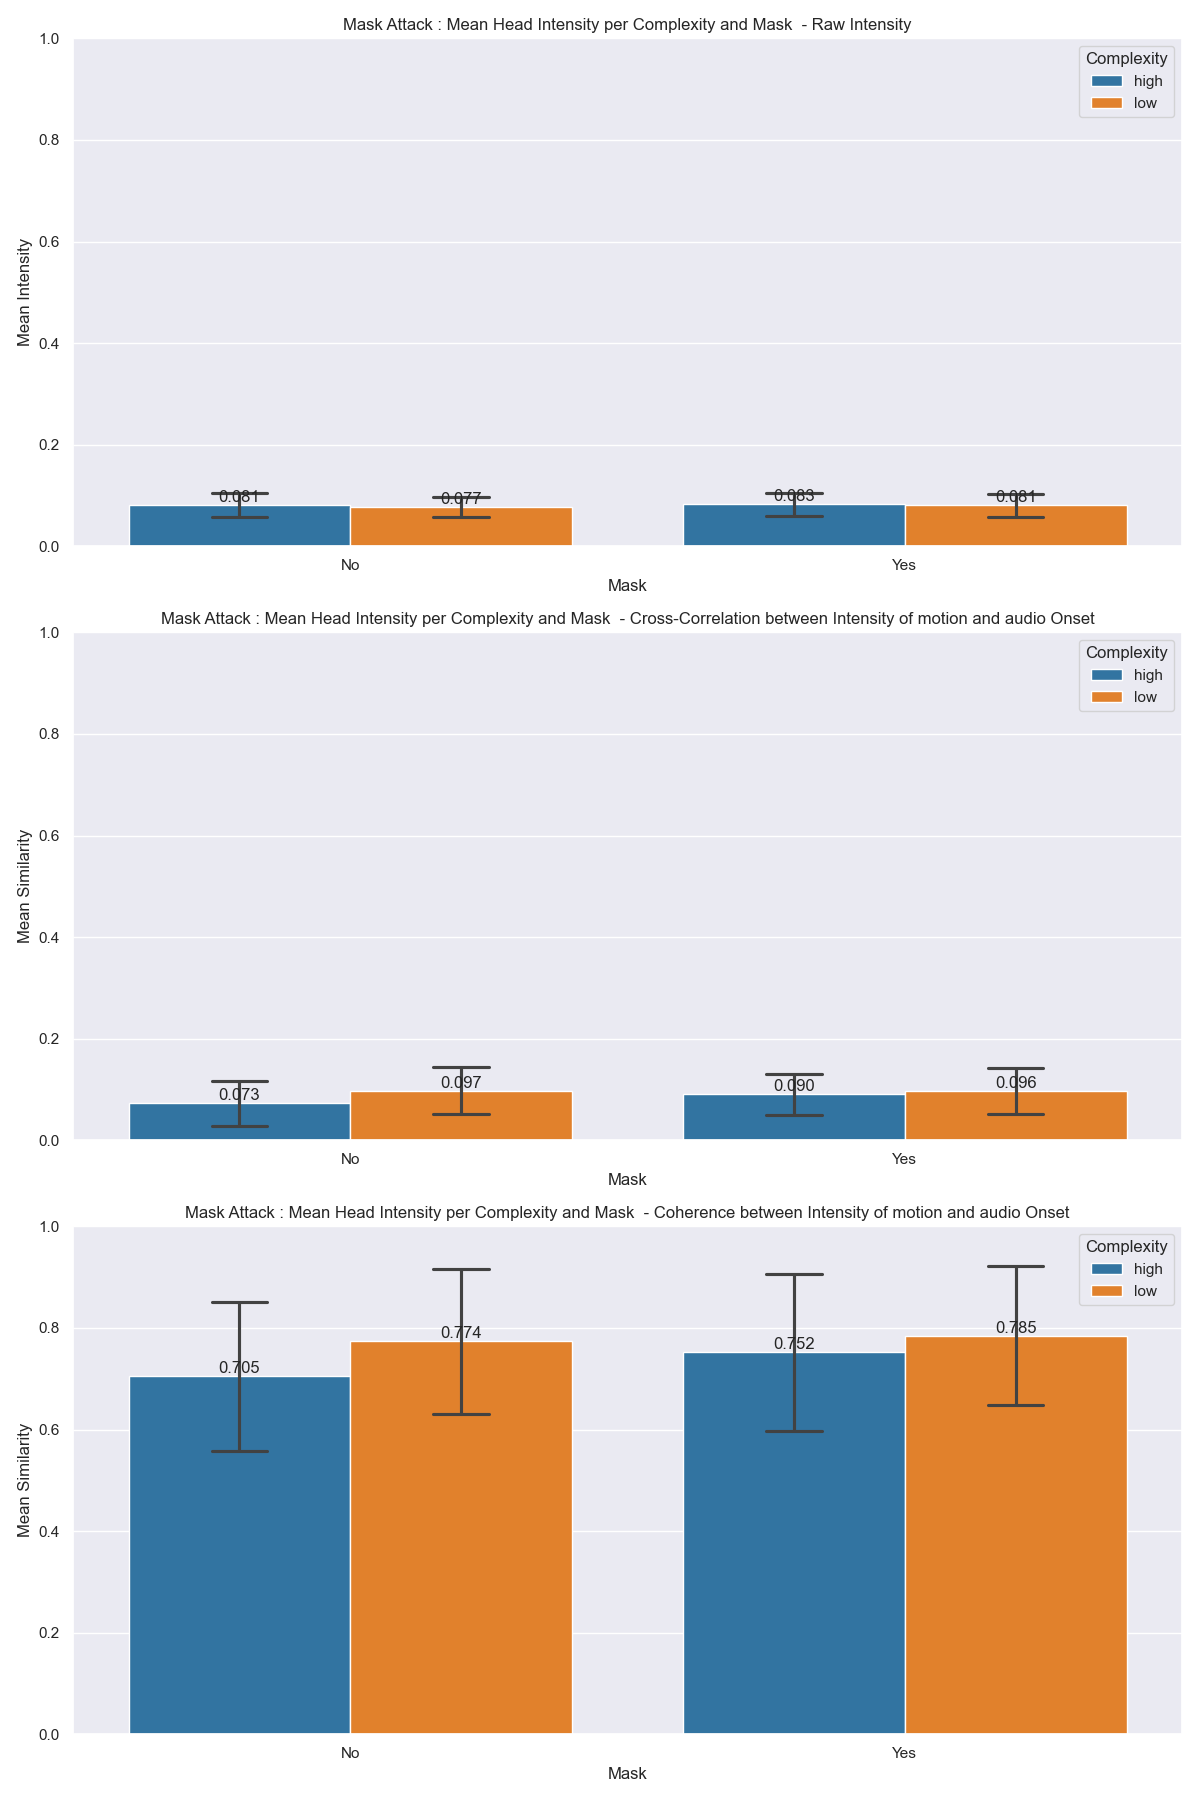 Mask Attack : Mean Head Intensity per Complexity and Mask  - Raw Intensity
1.0
0.8
0.6
0.4
0.2
0.0
Mean Intensity
Complexity
high
low
0.081
0.077
0.083
0.081
No
Yes
Mask
Mask Attack : Mean Head Intensity per Complexity and Mask  - Cross-Correlation between Intensity of motion and audio Onset
1.0
0.8
0.6
0.4
0.2
0.0
Mean Similarity
Complexity
high
low
0.073
0.097
0.090
0.096
No
Yes
Mask
Mask Attack : Mean Head Intensity per Complexity and Mask  - Coherence between Intensity of motion and audio Onset
1.0
0.8
0.6
0.4
0.2
0.0
Mean Similarity
Complexity
high
low
0.705
0.774
0.752
0.785
No
Yes
Mask